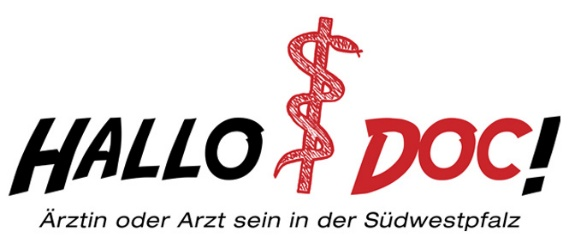 HALLO DOC!
Ärztin oder Arzt sein in der Südwestpfalz